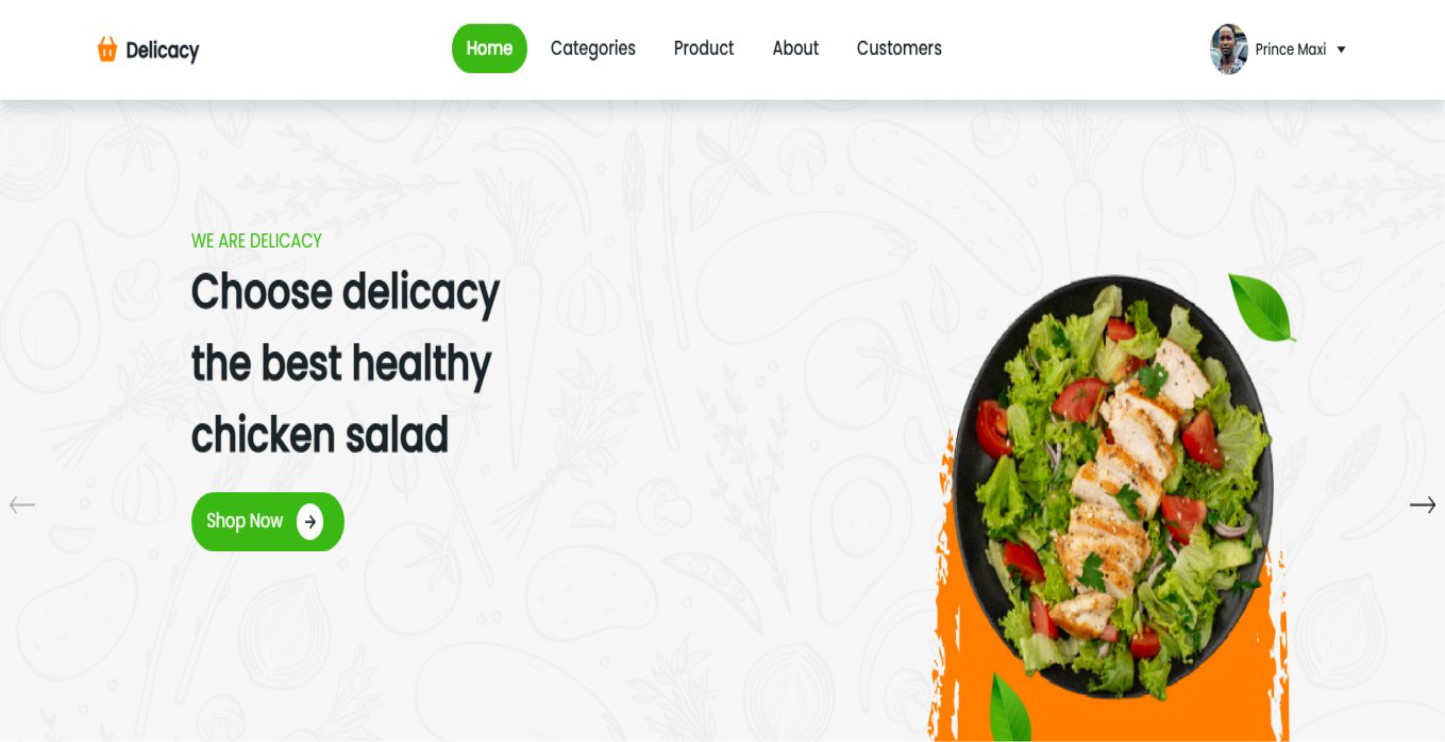 Delicacy
Home
Categories
Product
About
Customers
Prince Maxi
WE ARE DELICACY
Choose delicacy
the best healthy
chicken salad
Shop Now